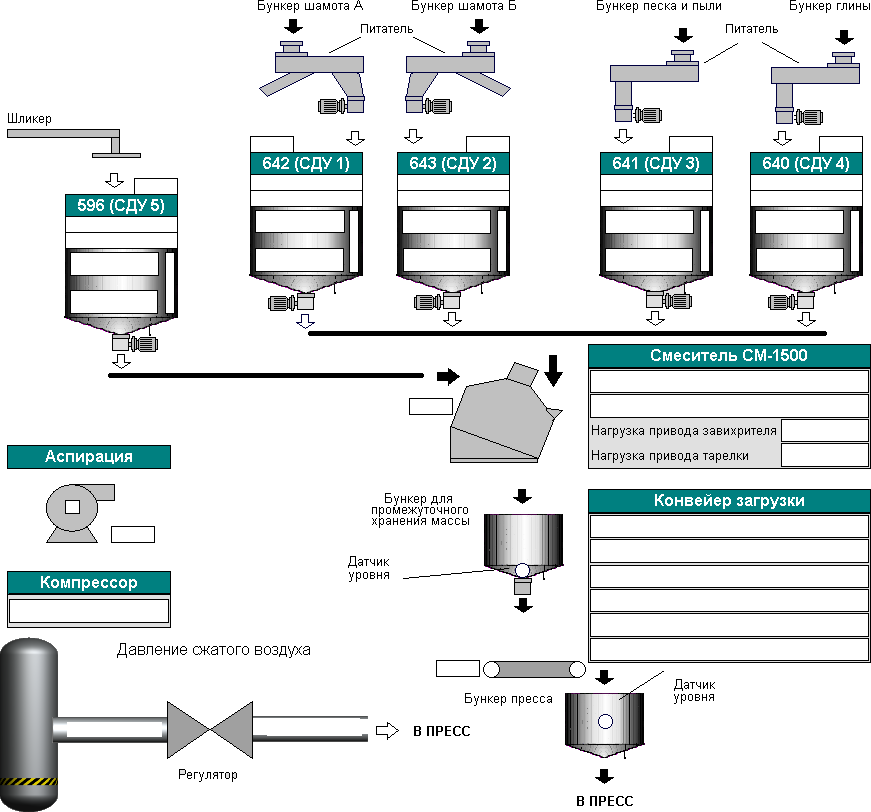 Бункер шамота А
Бункер шамота Б
Бункер песка и пыли
Бункер глины
Питатель
Питатель
Шликер
642 (СДУ 1)
643 (СДУ 2)
641 (СДУ 3)
640 (СДУ 4)
596 (СДУ 5)
Смеситель СМ-1500
Нагрузка привода завихрителя
Нагрузка привода тарелки
Аспирация
Бункер для
промежуточного
хранения массы
Конвейер загрузки
Датчик
уровня
Компрессор
Давление сжатого воздуха
Бункер пресса
Датчик
уровня
В ПРЕСС
Регулятор
В ПРЕСС